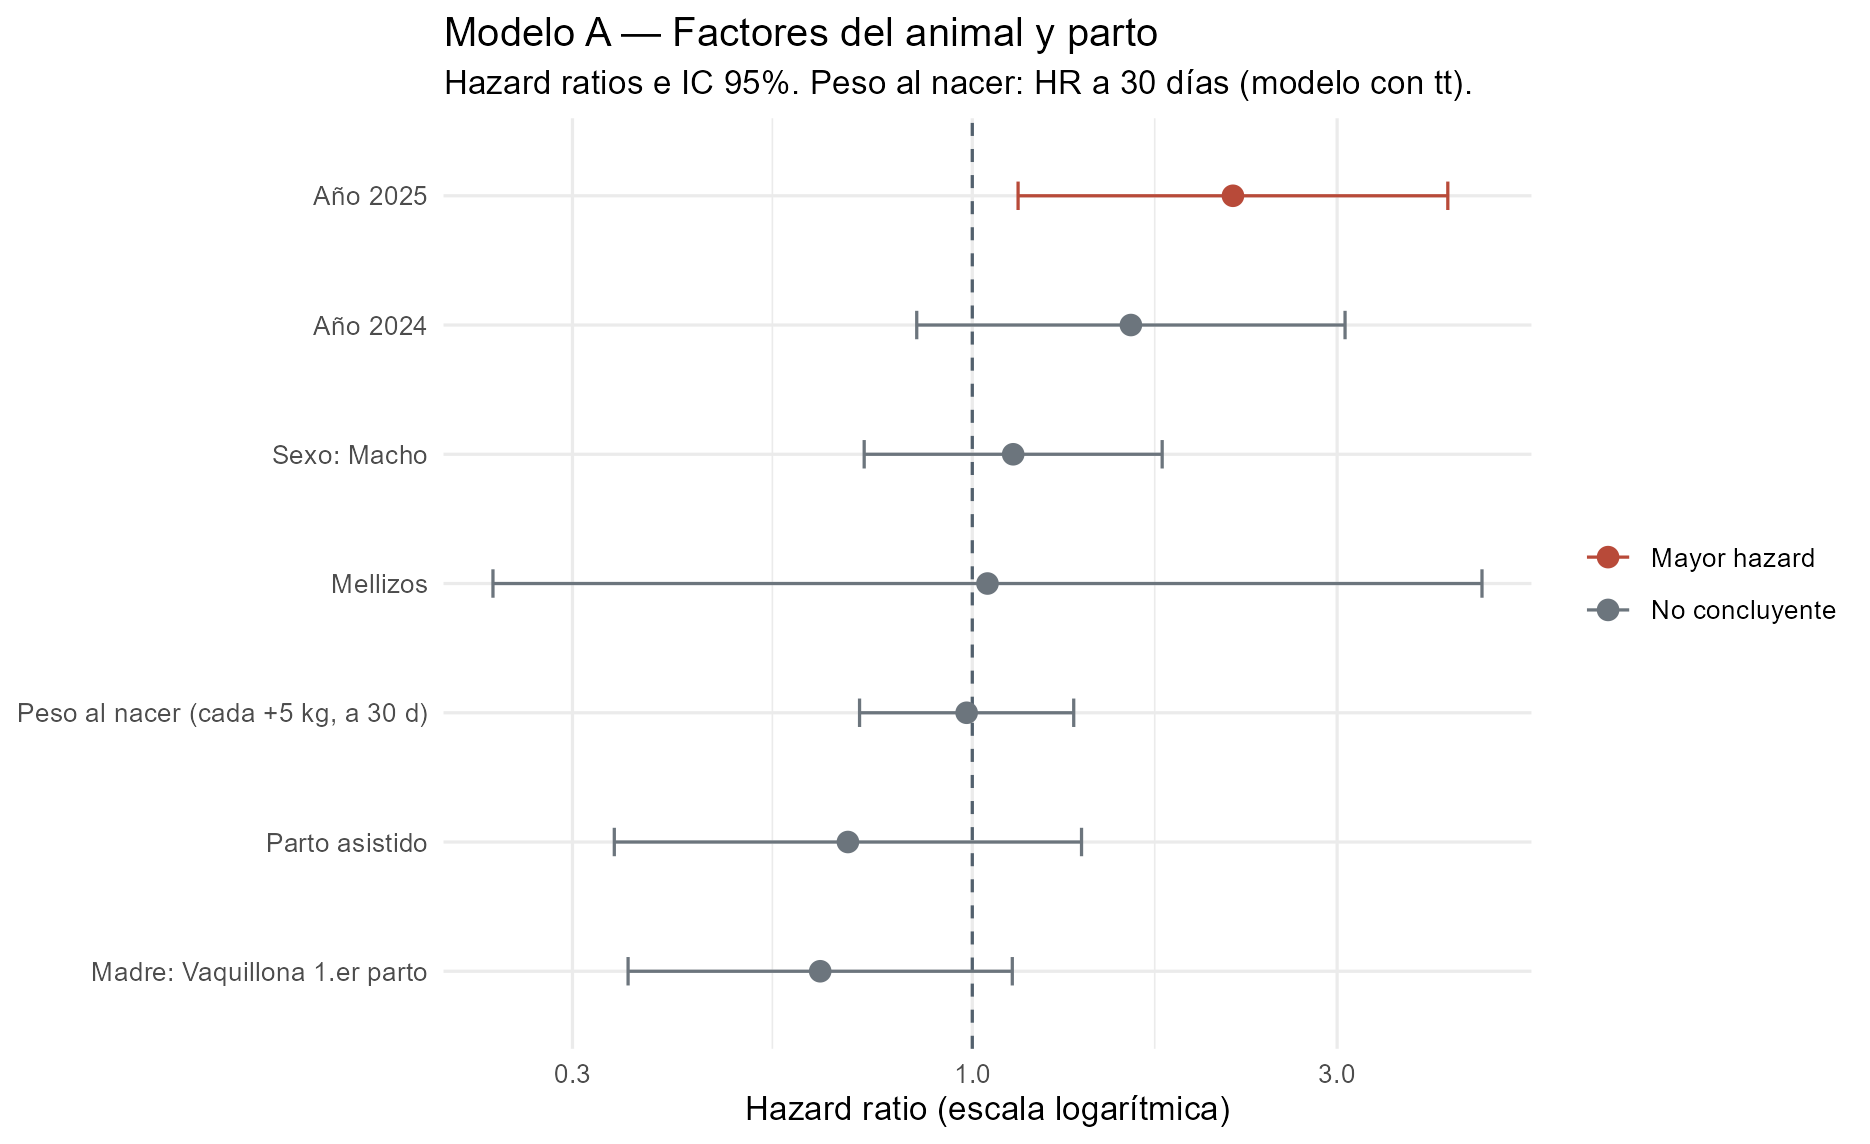 Modelo A — Factores del animal y parto
Hazard ratios e IC 95%. Peso al nacer: HR a 30 días (modelo con tt).
Año 2025
Año 2024
Sexo: Macho
Mellizos
Peso al nacer (cada +5 kg, a 30 d)
Parto asistido
Madre: Vaquillona 1.er parto
Mayor hazard
No concluyente
0.3 1.0 3.0
Hazard ratio (escala logarítmica)